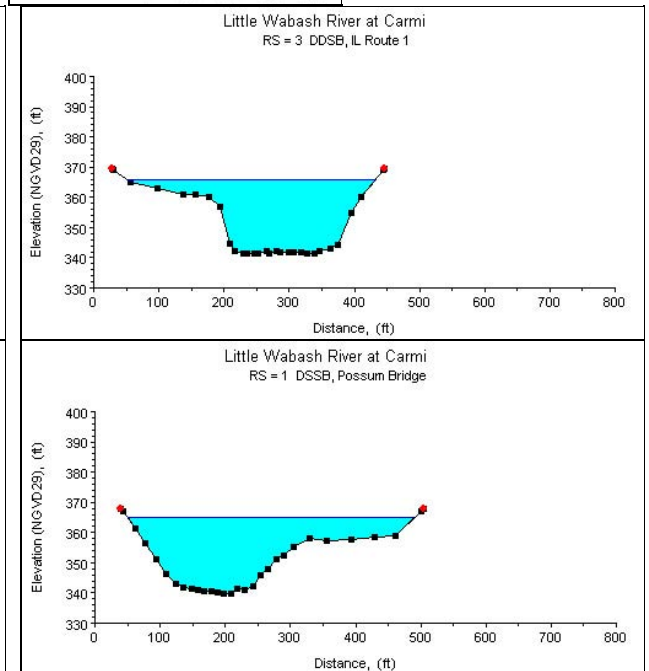 Little Wabash River at Carmi
RS = 3 DDSB, IL Route 1
Elevation (NGVD29), (ft)
400
390
380
370
360
350
340
330
0 100 200 300 400 500 600 700 800
Distance, (ft)
Little Wabash River at Carmi
RS = 1 DSSB, Possum Bridge
Elevation (NGVD29), (ft)
400
390
380
370
360
350
340
330
0 100 200 300 400 500 600 700 800
Distance, (ft)